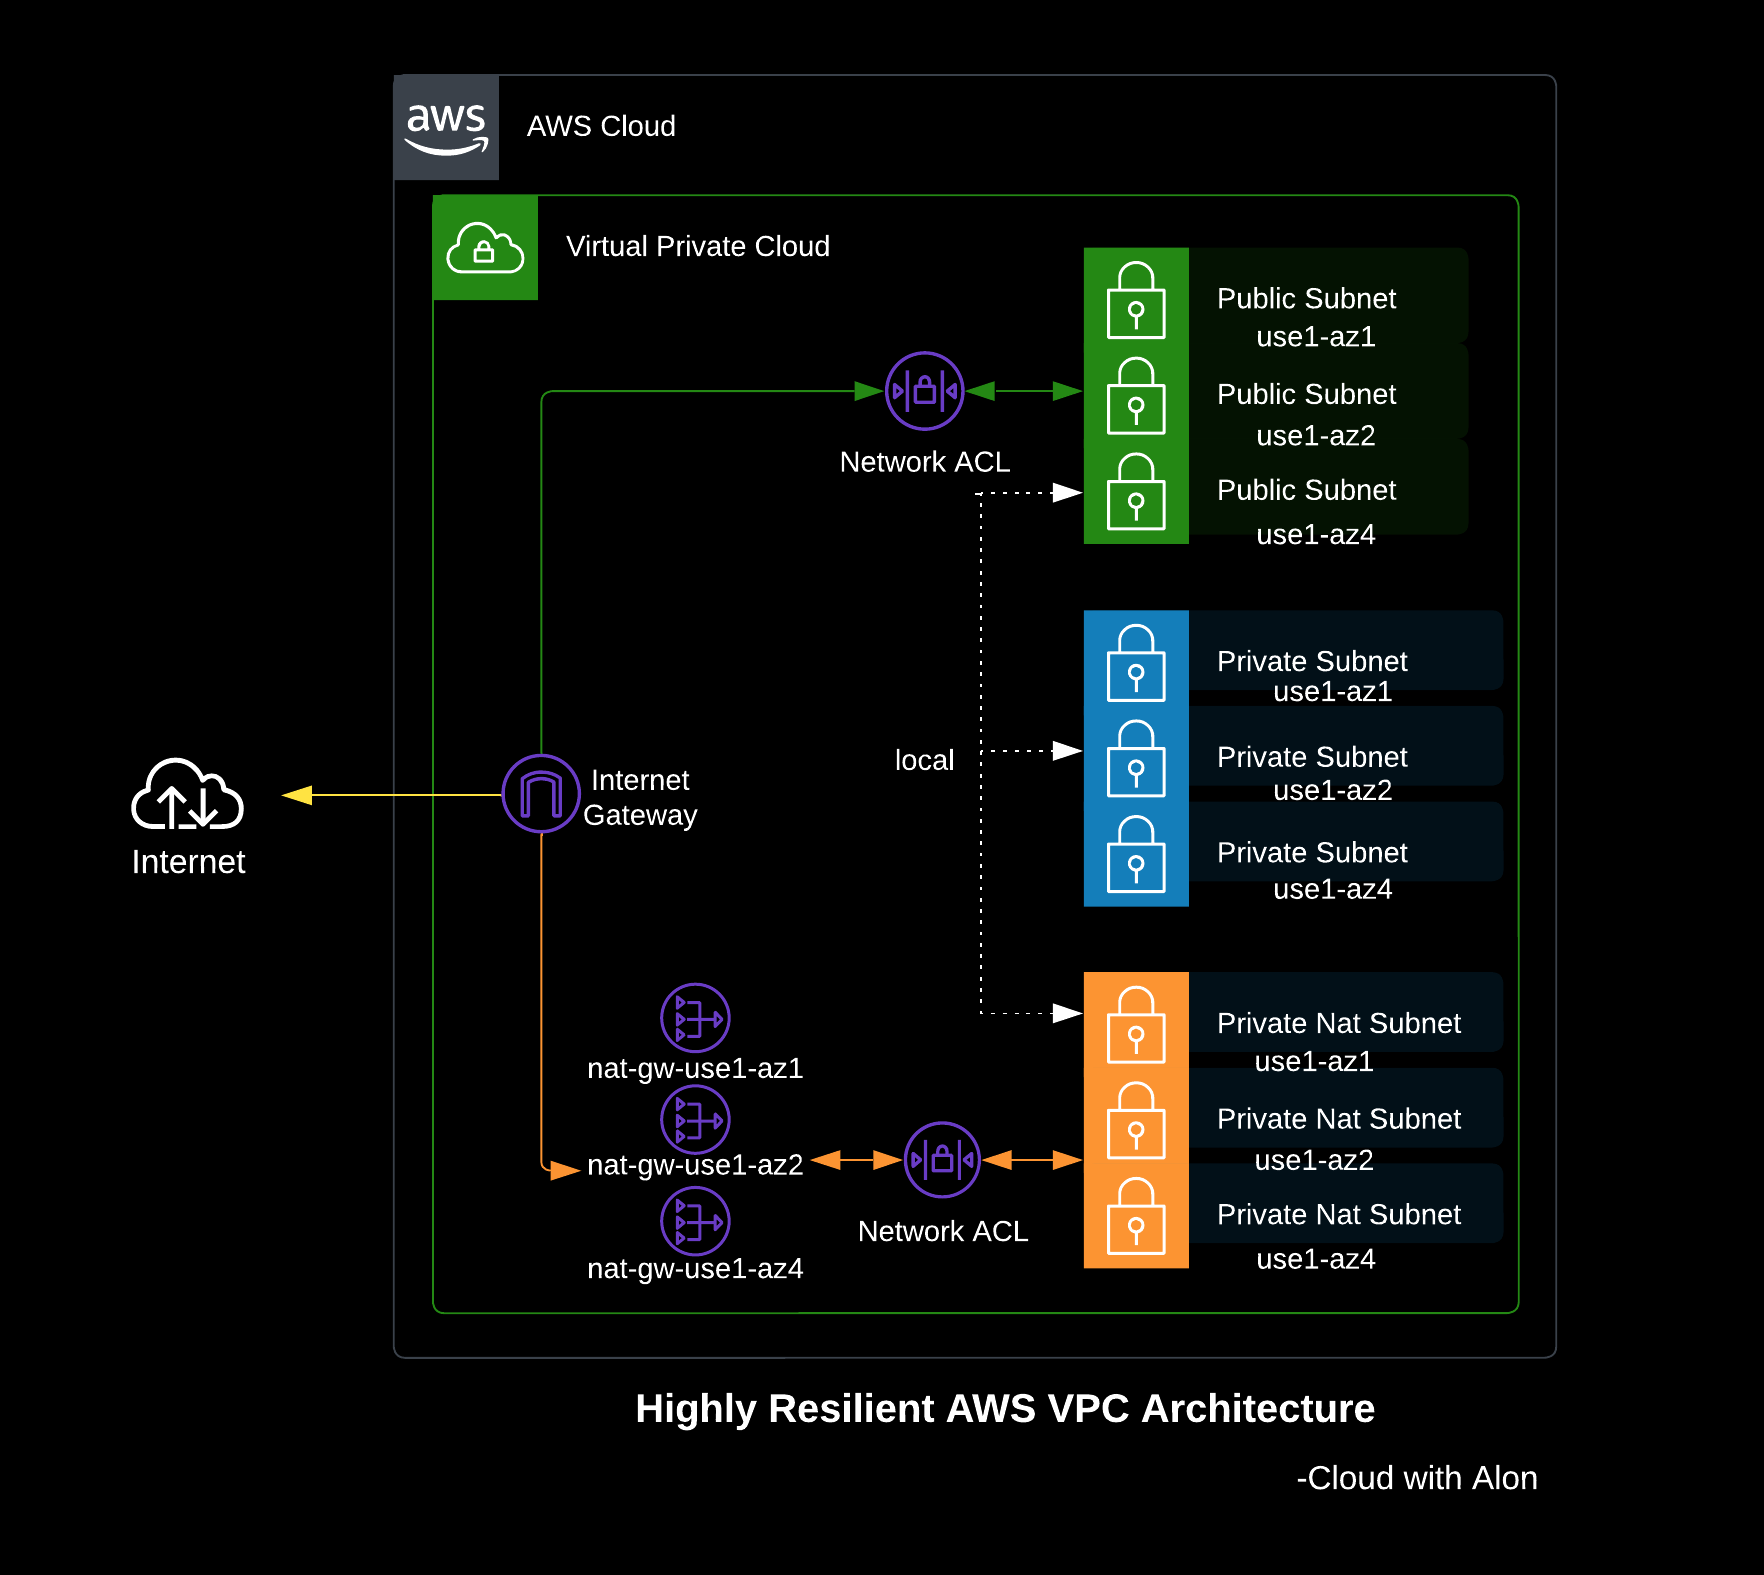 aws
AWS Cloud
Virtual Private Cloud
Public Subnet
use1-az1
Public Subnet
use1-az2
Public Subnet
use1-az4
Network ACL
Private Subnet
use1-az1
Private Subnet
use1-az2
Private Subnet
use1-az4
local
Internet
Gateway
Internet
Private Nat Subnet
use1-az1
Private Nat Subnet
use1-az2
Private Nat Subnet
use1-az4
nat-gw-use1-az1
nat-gw-use1-az2
nat-gw-use1-az4
Network ACL
Highly Resilient AWS VPC Architecture
-Cloud with Alon